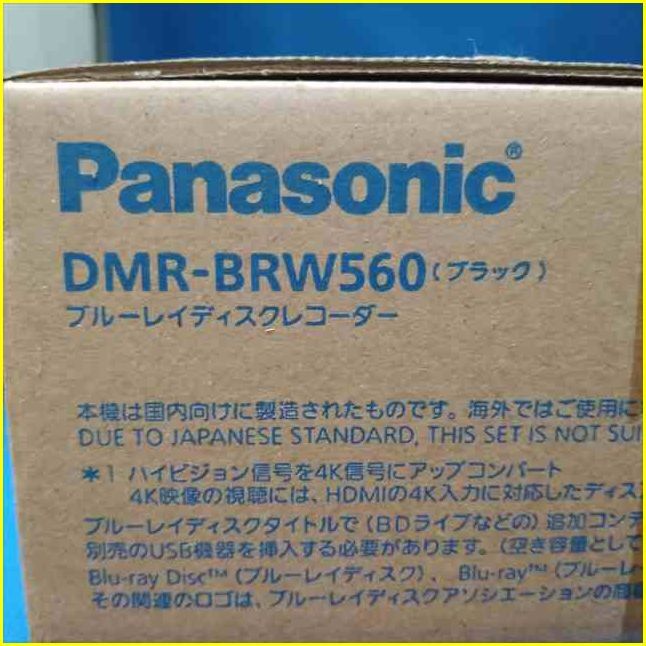 Panasonic®
DMR-BRW560(ブラック)
ブルーレイディスクレコーダー
本機は国内向けに製造されたものです。海外ではご使用に
DUE TO JAPANESE STANDARD, THIS SET IS NOT SUI
＊1 ハイビジョン信号を4K信号にアップコンバート
4K映像の視聴には、HDMIの4K入力に対応したディス
ブルーレイディスクタイトルで(BDライブなどの)追加コンテ
別売のUSB機器を挿入する必要があります。(空き容量として
Blu-ray Disc™(ブルーレイディスク)、Blu-ray™(ブルーレ
その関連のロゴは、ブルーレイディスクアソシエーションの商